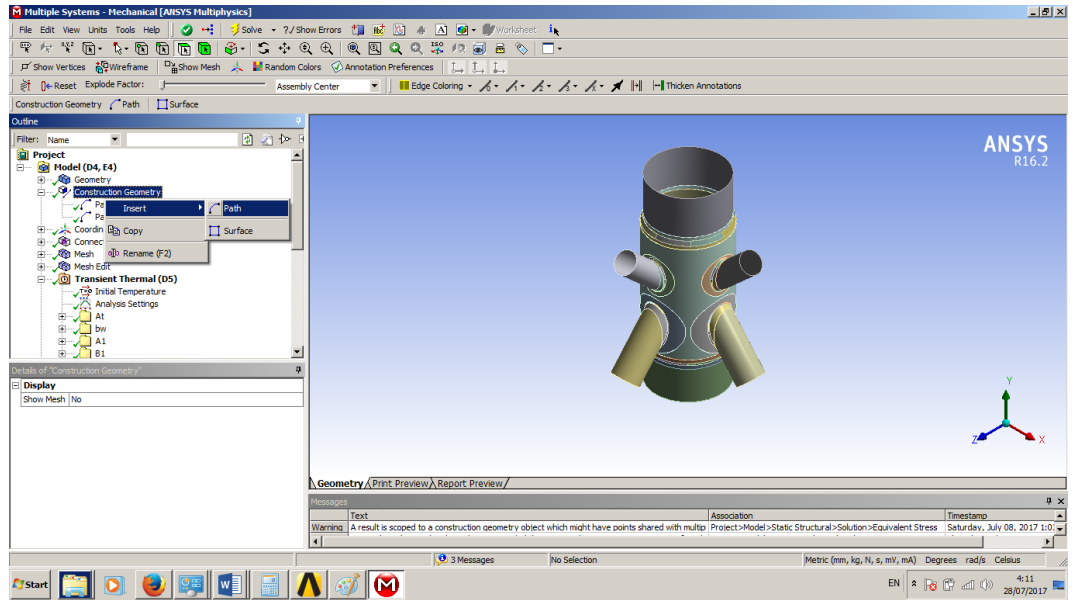 Multiple Systems - Mechanical [ANSYS Multiphysics]
File Edit View Units Tools Help Solve ?/ Show Errors Worksheet
Show Vertices Wireframe Show Mesh Random Colors Annotation Preferences
Reset Explode Factor: Assembly Center Edge Coloring Thicken Annotations
Construction Geometry Path Surface
Outline
Filter: Name
Project
Model (D4, E4)
Geometry
Construction Geometry
Pa Insert Path
Pa
Coordin Copy Surface
Connec
Mesh Rename (F2)
Mesh Edit
Transient Thermal (D5)
Initial Temperature
Analysis Settings
At
bw
A1
B1
Details of "Construction Geometry"
Display
Show Mesh No
ANSYS
R16.2
Y
Z X
Geometry Print Preview Report Preview
Messages
Text Association Timestamp
Warning A result is scoped to a construction geometry object which might have points shared with multip Project>Model>Static Structural>Solution>Equivalent Stress Saturday, July 08, 2017 1:0
3 Messages No Selection Metric (mm, kg, N, s, mV, mA) Degrees rad/s Celsius
Start EN 4:11
28/07/2017